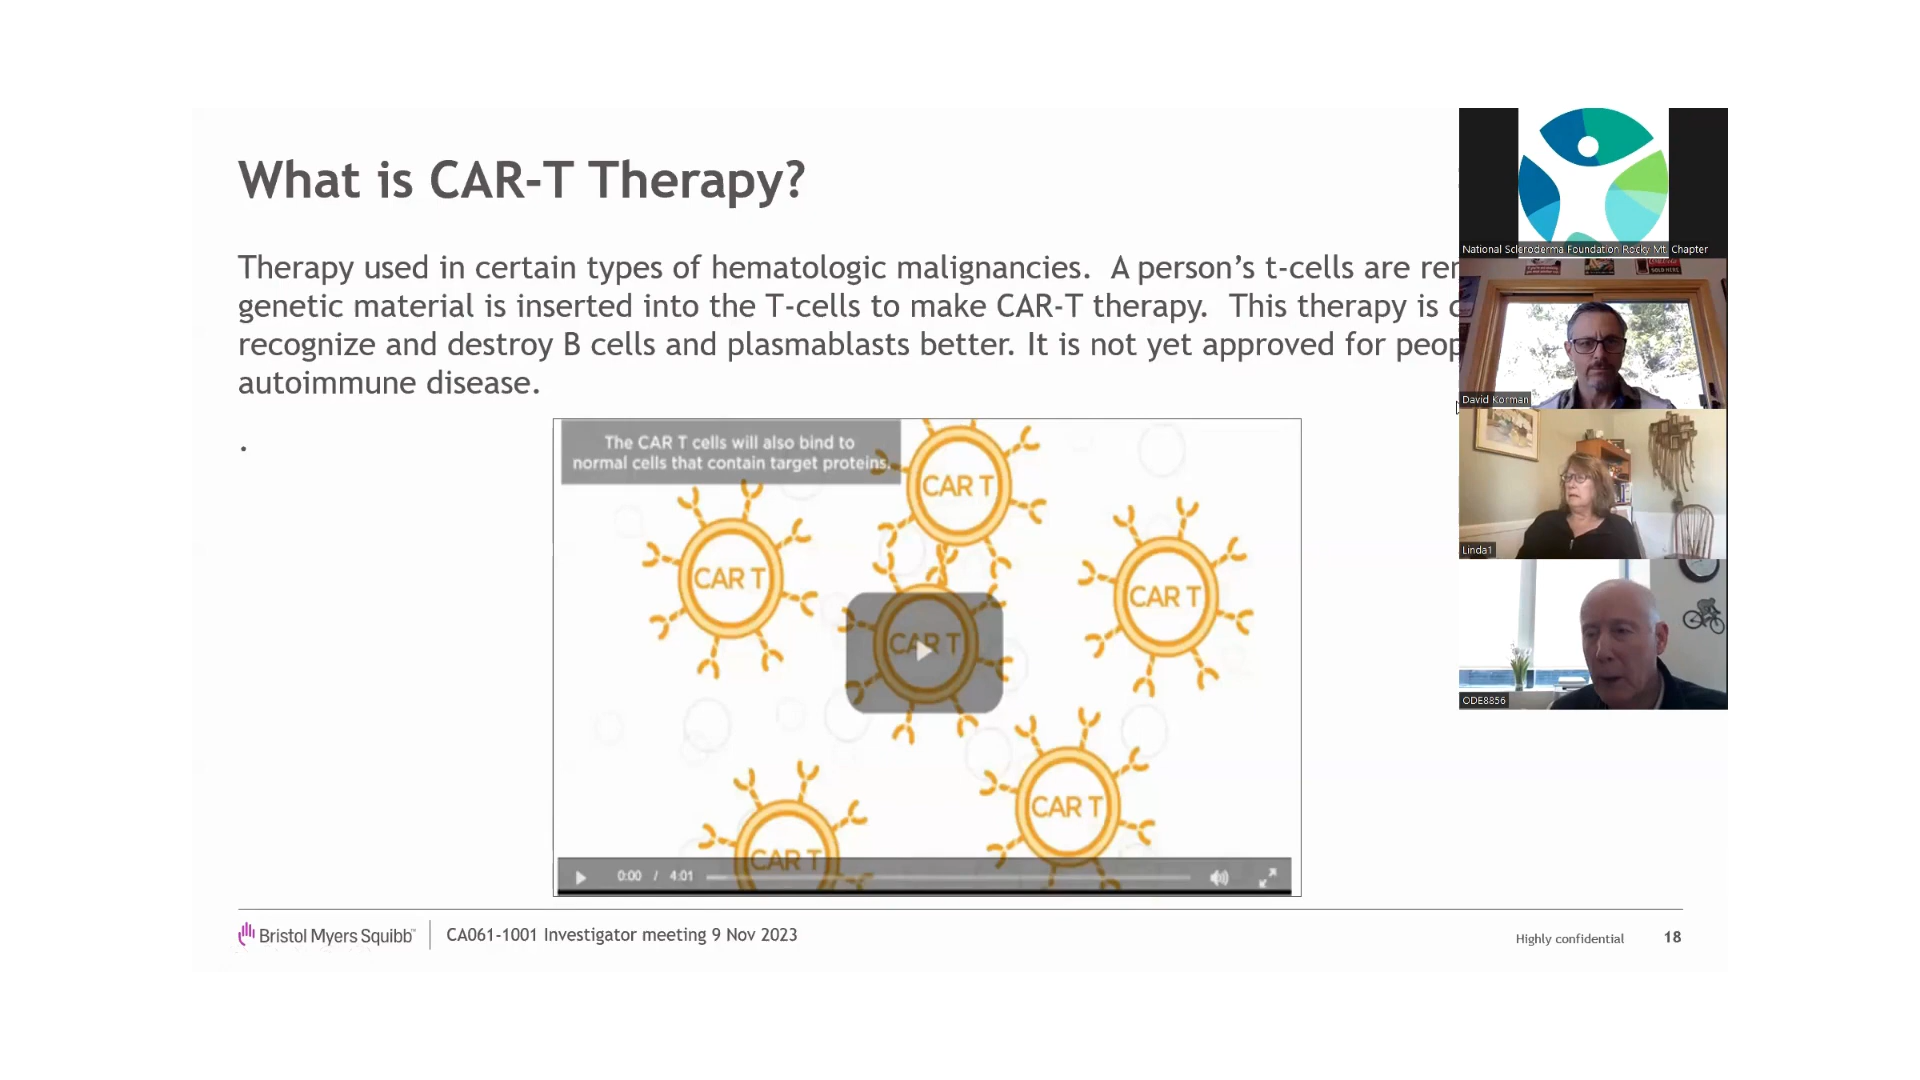 What is CAR-T Therapy?
Therapy used in certain types of hematologic malignancies. A person's t-cells are
genetic material is inserted into the T-cells to make CAR-T therapy. This therapy is
recognize and destroy B cells and plasmablasts better. It is not yet approved for
autoimmune disease.
.
The CAR T cells will also bind to
normal cells that contain target proteins.
CAR T
CAR T
CAR T
CAR T
CAR T
CAR T
0:00 / 4:01
Bristol Myers Squibb™
CA061-1001 Investigator meeting 9 Nov 2023
Highly confidential
18
National Scleroderma Foundation Rocky Mt. Chapter
David Korman
Linda1
ODE8856